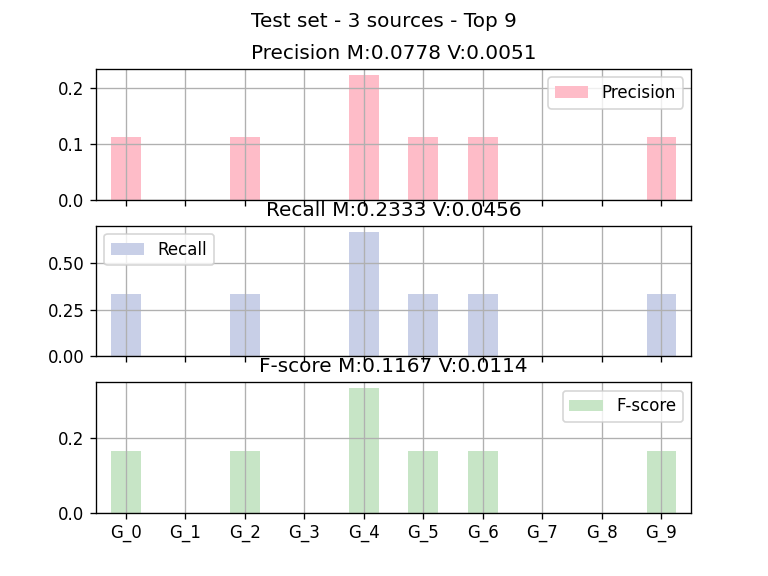 Test set - 3 sources - Top 9
Precision M:0.0778 V:0.0051
0.2
0.1
0.0
Precision
Recall M:0.2333 V:0.0456
0.50
0.25
0.00
Recall
F-score M:0.1167 V:0.0114
0.2
0.0
F-score
G_0 G_1 G_2 G_3 G_4 G_5 G_6 G_7 G_8 G_9